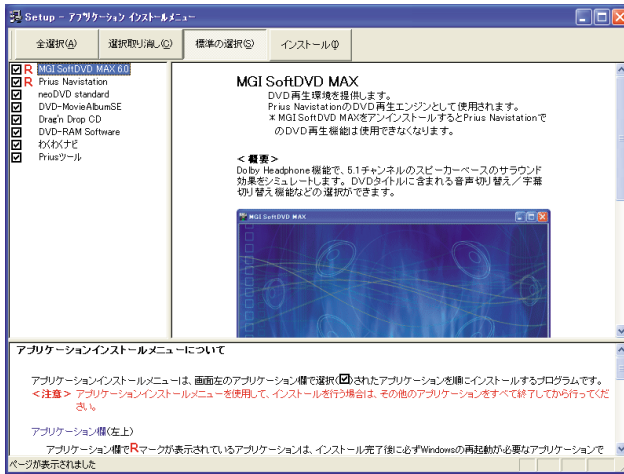 Setup - ｱﾌﾟﾘｹｰｼｮﾝ ｲﾝｽﾄｰﾙﾒﾆｭｰ
全選択(A) 選択取り消し(C) 標準の選択(S) インストール(I)
R MGI SoftDVD MAX 6.0
R Prius Navistation
neoDVD standard
DVD-MovieAlbumSE
Drag'n Drop CD
DVD-RAM Software
わくわくナビ
Priusツール
MGI SoftDVD MAX
DVD再生環境を提供します。
Prius NavistationのDVD再生エンジンとして使用されます。
＊MGI SoftDVD MAXをアンインストールするとPrius Navistationで
のDVD再生機能は使用できなくなります。
＜概要＞
Dolby Headphone機能で、5.1チャンネルのスピーカーベースのサラウンド
効果をシミュレートします。DVDタイトルに含まれる音声切り替え／字幕
切り替え機能などの選択ができます。
MGI SoftDVD MAX
アプリケーションインストールメニューについて
アプリケーションインストールメニューは、画面左のアプリケーション欄で選択(☑)されたアプリケーションを順にインストールするプログラムです。
＜注意＞ アプリケーションインストールメニューを使用して、インストールを行う場合は、その他のアプリケーションをすべて終了してから行ってくだ
さい。
アプリケーション欄(左上)
アプリケーション欄でRマークが表示されているアプリケーションは、インストール完了後に必ずWindowsの再起動が必要なアプリケーションで
ページが表示されました